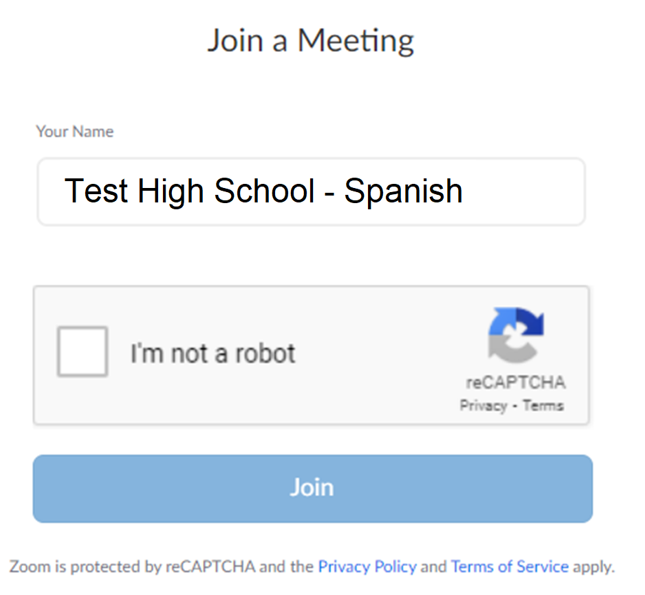 Join a Meeting
Your Name
Test High School - Spanish
I'm not a robot
reCAPTCHA
Privacy - Terms
Join
Zoom is protected by reCAPTCHA and the Privacy Policy and Terms of Service apply.